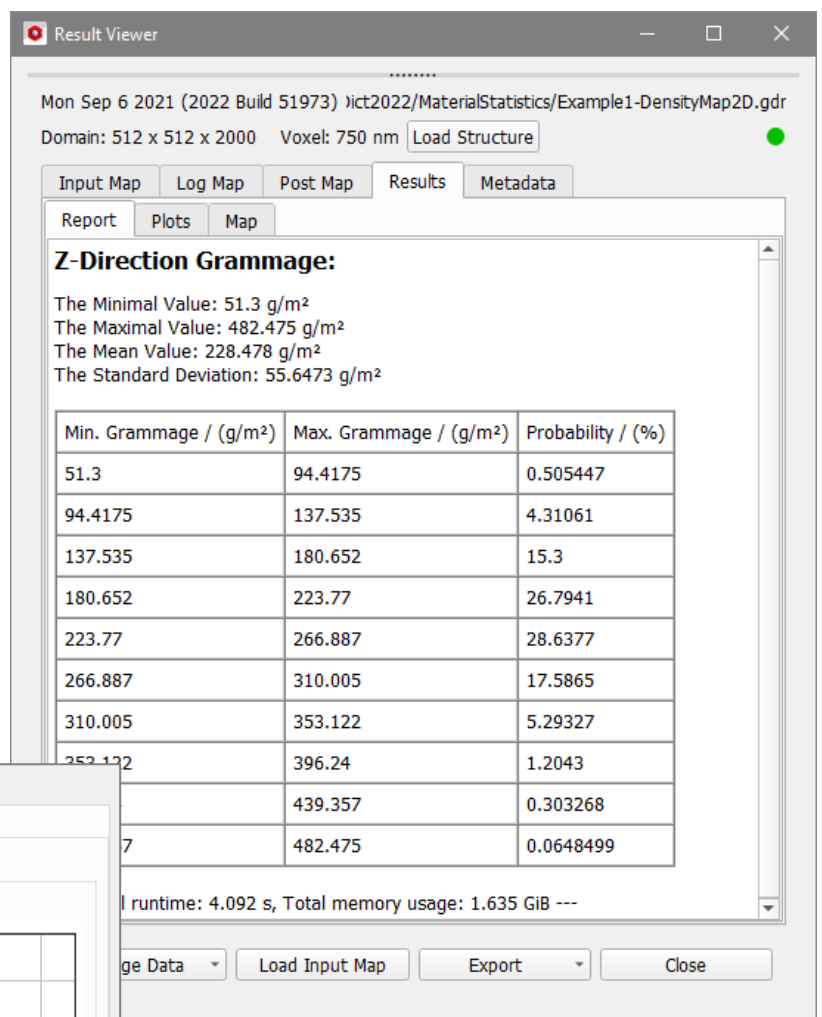 Result Viewer
Mon Sep 6 2021 (2022 Build 51973) ict2022/MaterialStatistics/Example1-DensityMap2D.gdr
Domain: 512 x 512 x 2000 Voxel: 750 nm Load Structure
Input Map Log Map Post Map Results Metadata
Report Plots Map
Z-Direction Grammage:
The Minimal Value: 51.3 g/m²
The Maximal Value: 482.475 g/m²
The Mean Value: 228.478 g/m²
The Standard Deviation: 55.6473 g/m²
Min. Grammage / (g/m²) Max. Grammage / (g/m²) Probability / (%)
51.3 94.4175 0.505447
94.4175 137.535 4.31061
137.535 180.652 15.3
180.652 223.77 26.7941
223.77 266.887 28.6377
266.887 310.005 17.5865
310.005 353.122 5.29327
353.122 396.24 1.2043
439.357 0.303268
7 482.475 0.0648499
l runtime: 4.092 s, Total memory usage: 1.635 GiB ---
ge Data Load Input Map Export Close